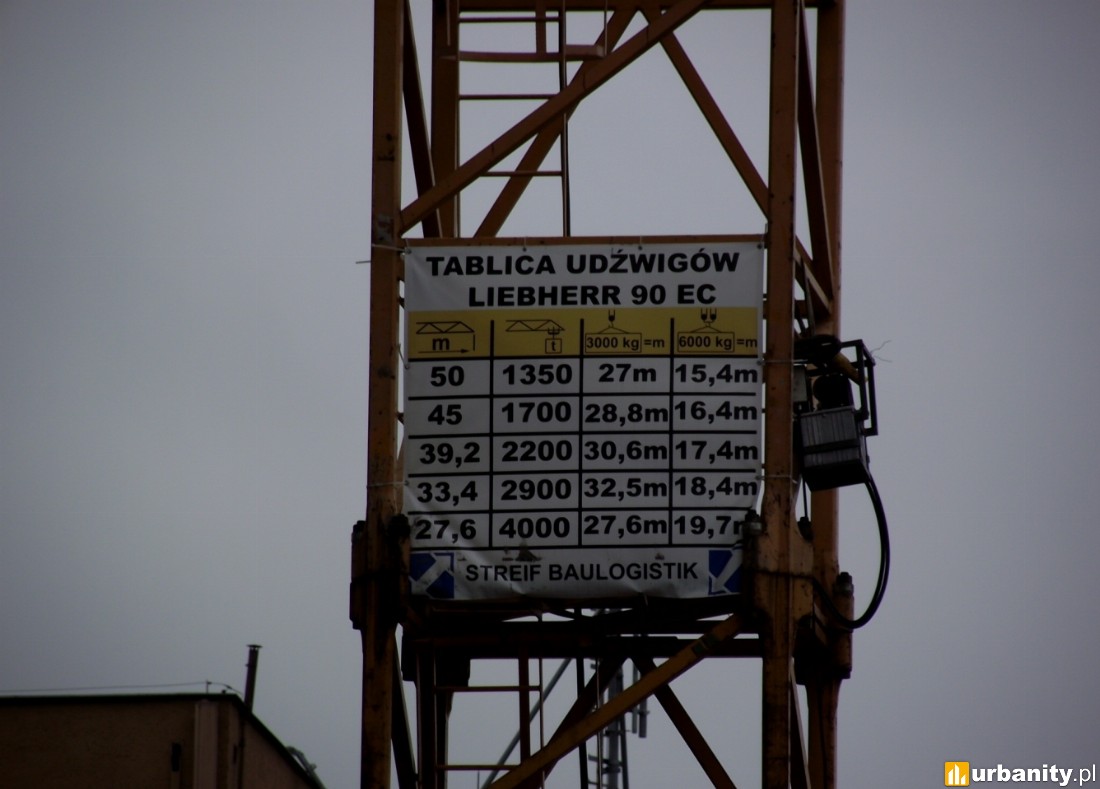 TABLICA UDŹWIGÓW
LIEBHERR 90 EC
m t 3000 kg =m 6000 kg =m
50 1350 27m 15,4m
45 1700 28,8m 16,4m
39,2 2200 30,6m 17,4m
33,4 2900 32,5m 18,4m
27,6 4000 27,6m 19,7m
STREIF BAULOGISTIK
urbanity.pl